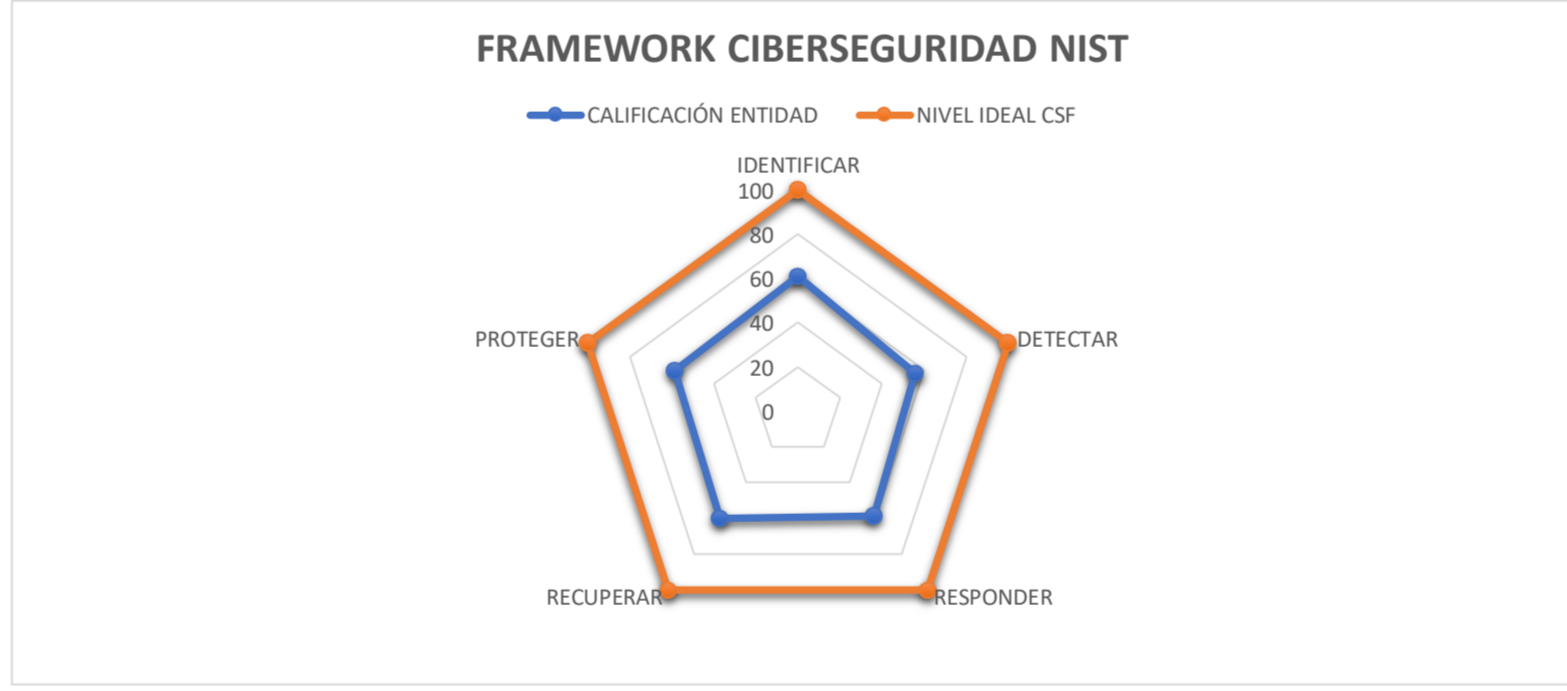 FRAMEWORK CIBERSEGURIDAD NIST
CALIFICACIÓN ENTIDAD
NIVEL IDEAL CSF
IDENTIFICAR
100
80
60
40
20
0
PROTEGER
DETECTAR
RECUPERAR
RESPONDER